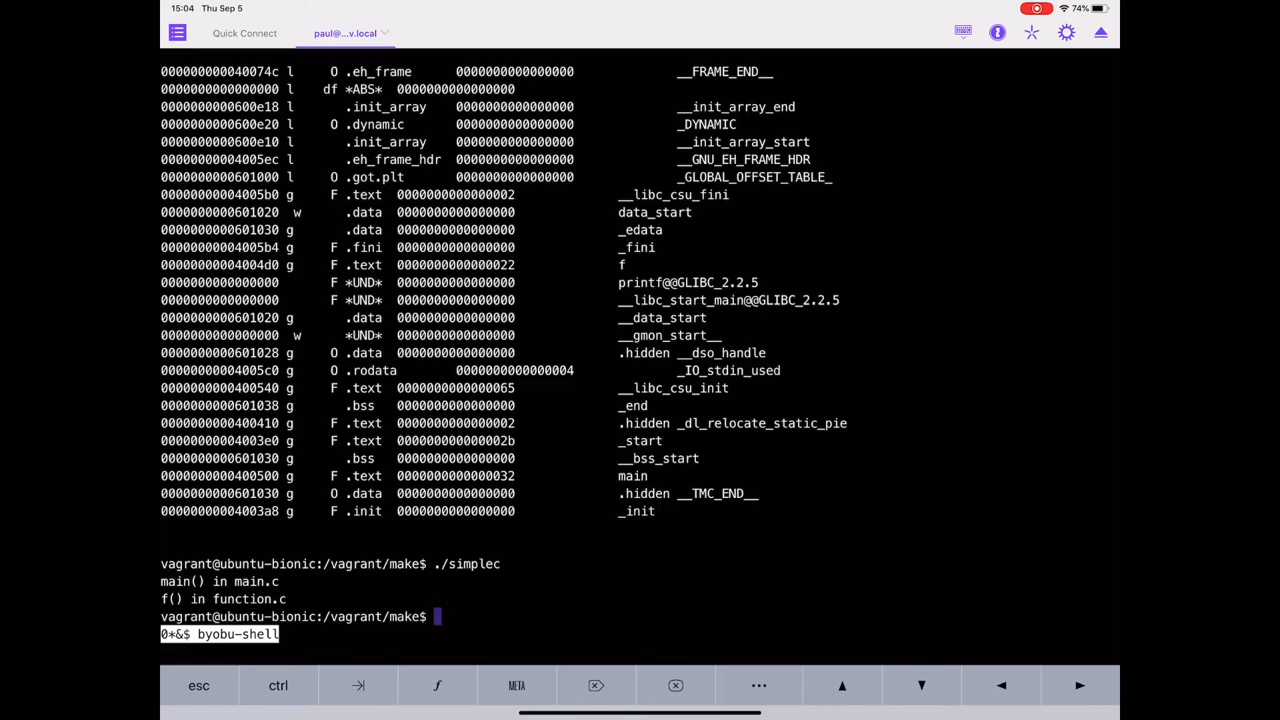 15:04 Thu Sep 5 74%
Quick Connect paul@...v.local
000000000040074c l O .eh_frame 0000000000000000 __FRAME_END__
0000000000000000 l df *ABS* 0000000000000000
0000000000600e18 l .init_array 0000000000000000 __init_array_end
0000000000600e20 l O .dynamic 0000000000000000 _DYNAMIC
0000000000600e10 l .init_array 0000000000000000 __init_array_start
00000000004005ec l .eh_frame_hdr 0000000000000000 __GNU_EH_FRAME_HDR
0000000000601000 l O .got.plt 0000000000000000 _GLOBAL_OFFSET_TABLE_
00000000004005b0 g F .text 0000000000000002 __libc_csu_fini
0000000000601020 w .data 0000000000000000 data_start
0000000000601030 g .data 0000000000000000 _edata
00000000004005b4 g F .fini 0000000000000000 _fini
00000000004004d0 g F .text 0000000000000022 f
0000000000000000 F *UND* 0000000000000000 printf@@GLIBC_2.2.5
0000000000000000 F *UND* 0000000000000000 __libc_start_main@@GLIBC_2.2.5
0000000000601020 g .data 0000000000000000 __data_start
0000000000000000 w *UND* 0000000000000000 __gmon_start__
0000000000601028 g O .data 0000000000000000 .hidden __dso_handle
00000000004005c0 g O .rodata 0000000000000004 _IO_stdin_used
0000000000400540 g F .text 0000000000000065 __libc_csu_init
0000000000601038 g .bss 0000000000000000 _end
0000000000400410 g F .text 0000000000000002 .hidden _dl_relocate_static_pie
00000000004003e0 g F .text 000000000000002b _start
0000000000601030 g .bss 0000000000000000 __bss_start
0000000000400500 g F .text 0000000000000032 main
0000000000601030 g O .data 0000000000000000 .hidden __TMC_END__
00000000004003a8 g F .init 0000000000000000 _init
vagrant@ubuntu-bionic:/vagrant/make$ ./simplec
main() in main.c
f() in function.c
vagrant@ubuntu-bionic:/vagrant/make$
0*&$ byobu-shell
esc ctrl f META